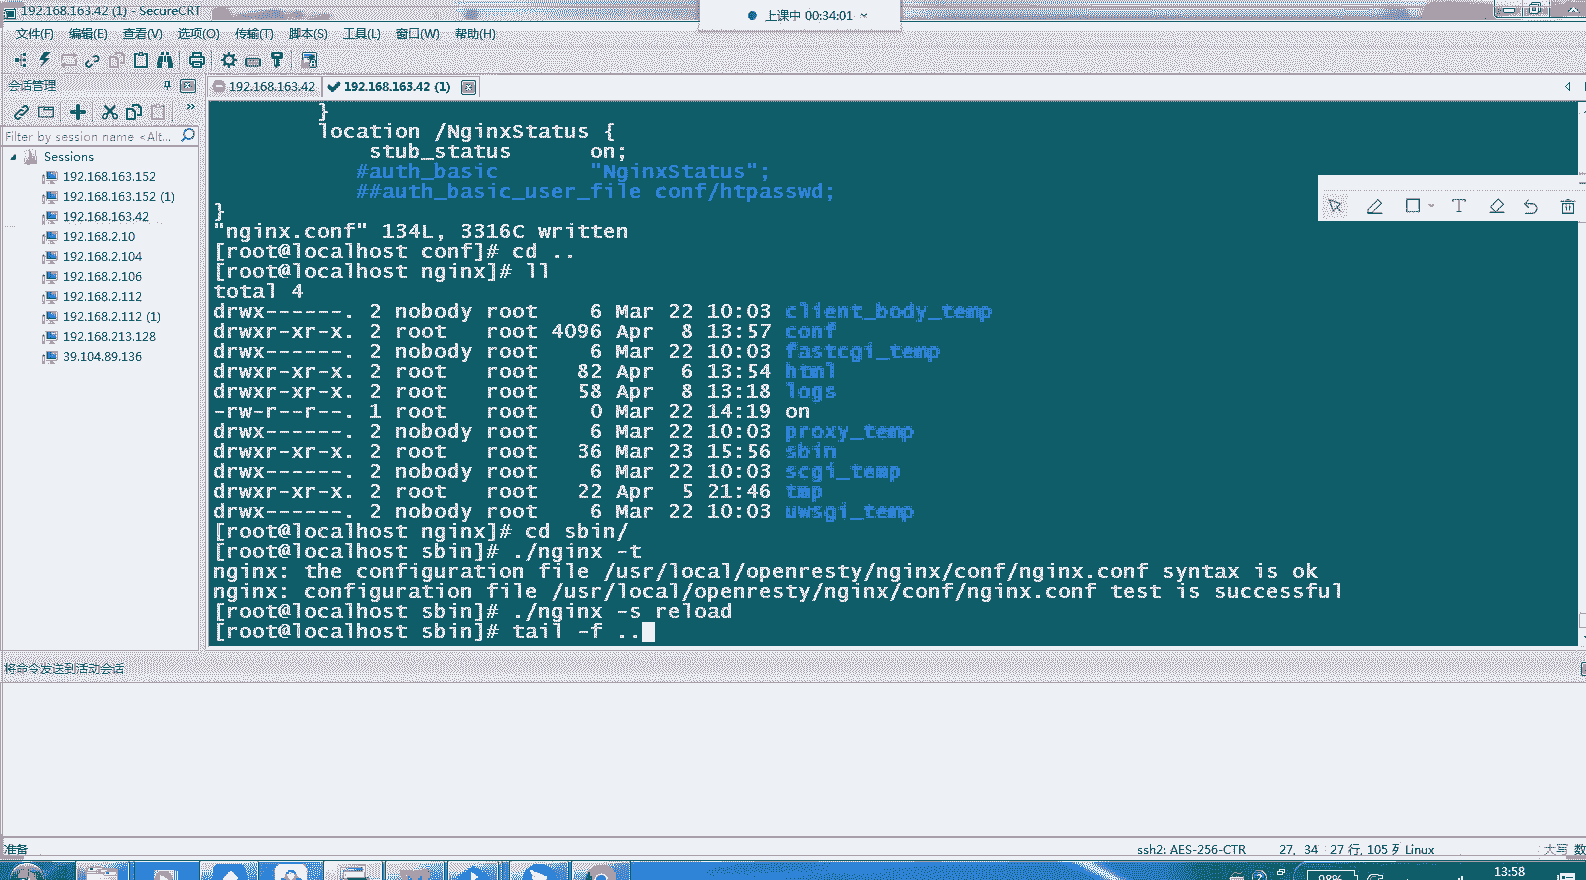 192.168.163.42 (1) - SecureCRT
上课中 00:34:01
文件(F) 编辑(E) 查看(V) 选项(O) 传输(T) 脚本(S) 工具(L) 窗口(W) 帮助(H)
会话管理
192.168.163.42 192.168.163.42 (1)
Filter by session name <Alt...
Sessions
192.168.163.152
192.168.163.152 (1)
192.168.163.42
192.168.2.10
192.168.2.104
192.168.2.106
192.168.2.112
192.168.2.112 (1)
192.168.213.128
39.104.89.136
}
location /NginxStatus {
stub_status on;
#auth_basic "NginxStatus";
##auth_basic_user_file conf/htpasswd;
}
"nginx.conf" 134L, 3316C written
[root@localhost conf]# cd ..
[root@localhost nginx]# ll
total 4
drwx------. 2 nobody root 6 Mar 22 10:03 client_body_temp
drwxr-xr-x. 2 root root 4096 Apr 8 13:57 conf
drwx------. 2 nobody root 6 Mar 22 10:03 fastcgi_temp
drwxr-xr-x. 2 root root 82 Apr 6 13:54 html
drwxr-xr-x. 2 root root 58 Apr 8 13:18 logs
-rw-r--r--. 1 root root 0 Mar 22 14:19 on
drwx------. 2 nobody root 6 Mar 22 10:03 proxy_temp
drwxr-xr-x. 2 root root 36 Mar 23 15:56 sbin
drwx------. 2 nobody root 6 Mar 22 10:03 scgi_temp
drwxr-xr-x. 2 root root 22 Apr 5 21:46 tmp
drwx------. 2 nobody root 6 Mar 22 10:03 uwsgi_temp
[root@localhost nginx]# cd sbin/
[root@localhost sbin]# ./nginx -t
nginx: the configuration file /usr/local/openresty/nginx/conf/nginx.conf syntax is ok
nginx: configuration file /usr/local/openresty/nginx/conf/nginx.conf test is successful
[root@localhost sbin]# ./nginx -s reload
[root@localhost sbin]# tail -f ..
将命令发送到活动会话
准备 ssh2: AES-256-CTR 27, 34 27 行, 105 列 Linux 大写 数
98% 13:58